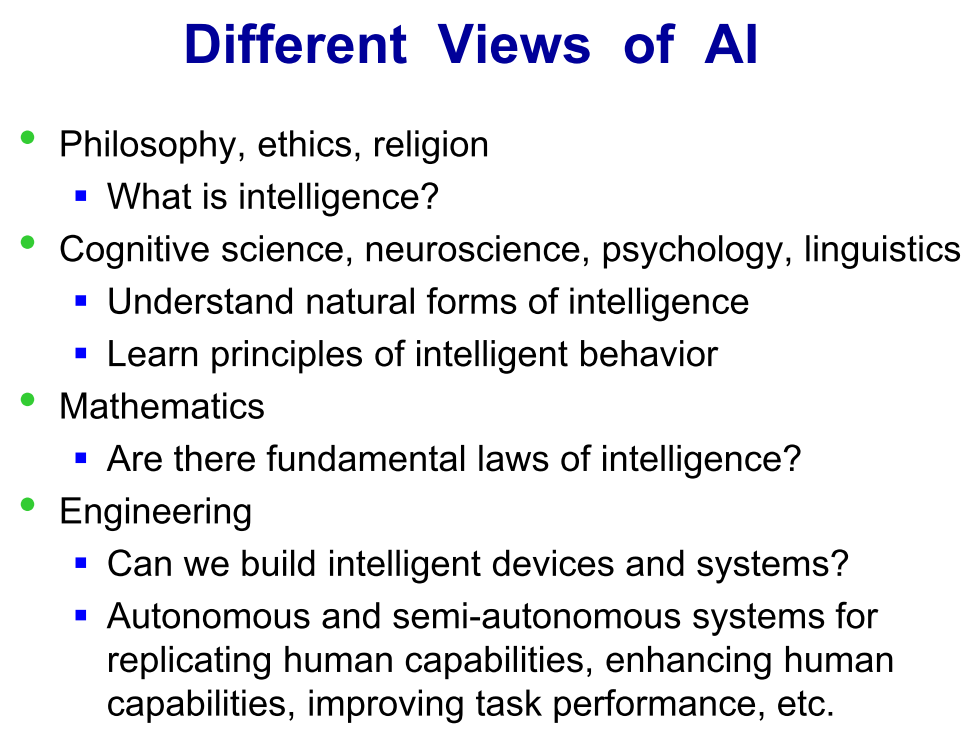 Different Views of AI
• Philosophy, ethics, religion
▪ What is intelligence?
• Cognitive science, neuroscience, psychology, linguistics
▪ Understand natural forms of intelligence
▪ Learn principles of intelligent behavior
• Mathematics
▪ Are there fundamental laws of intelligence?
• Engineering
▪ Can we build intelligent devices and systems?
▪ Autonomous and semi-autonomous systems for
replicating human capabilities, enhancing human
capabilities, improving task performance, etc.